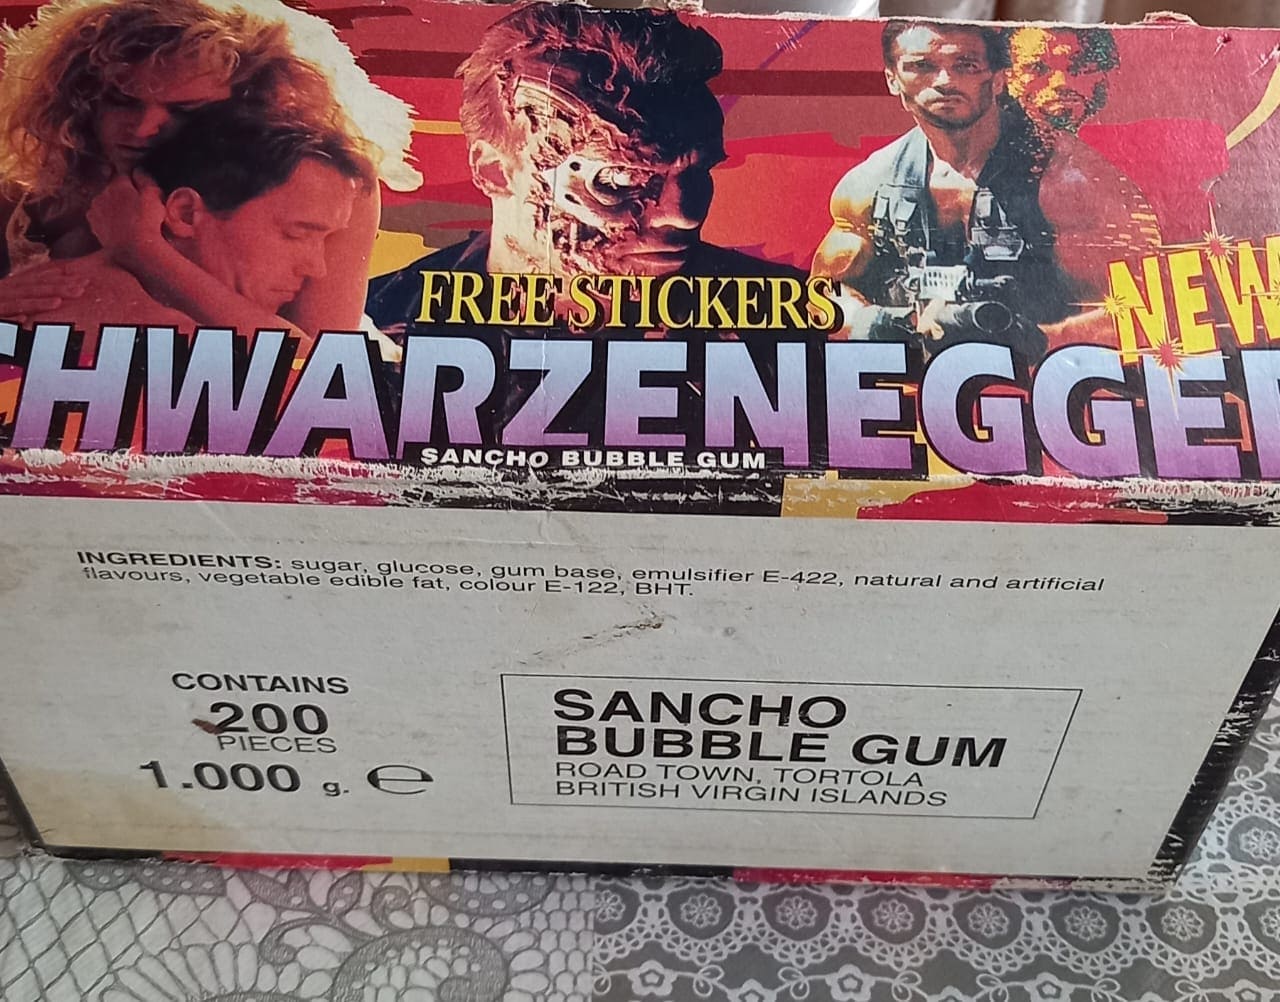 FREE STICKERS
NEW
CHWARZENEGGE
SANCHO BUBBLE GUM
INGREDIENTS: sugar, glucose, gum base, emulsifier E-422, natural and artificial
flavours, vegetable edible fat, colour E-122, BHT.
CONTAINS
200
PIECES
1.000 g. e
SANCHO
BUBBLE GUM
ROAD TOWN, TORTOLA
BRITISH VIRGIN ISLANDS